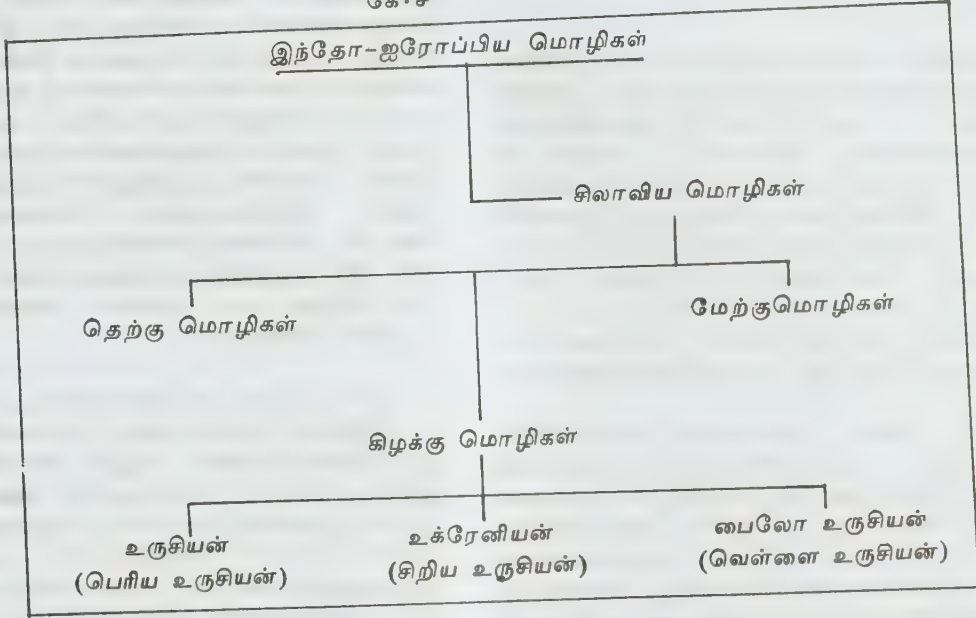 இந்தோ-ஐரோப்பிய மொழிகள்
சிலாவிய மொழிகள்
தெற்கு மொழிகள்
மேற்குமொழிகள்
கிழக்கு மொழிகள்
உருசியன்
(பெரிய உருசியன்)
உக்ரேனியன்
(சிறிய உருசியன்)
பைலோ உருசியன்
(வெள்ளை உருசியன்)